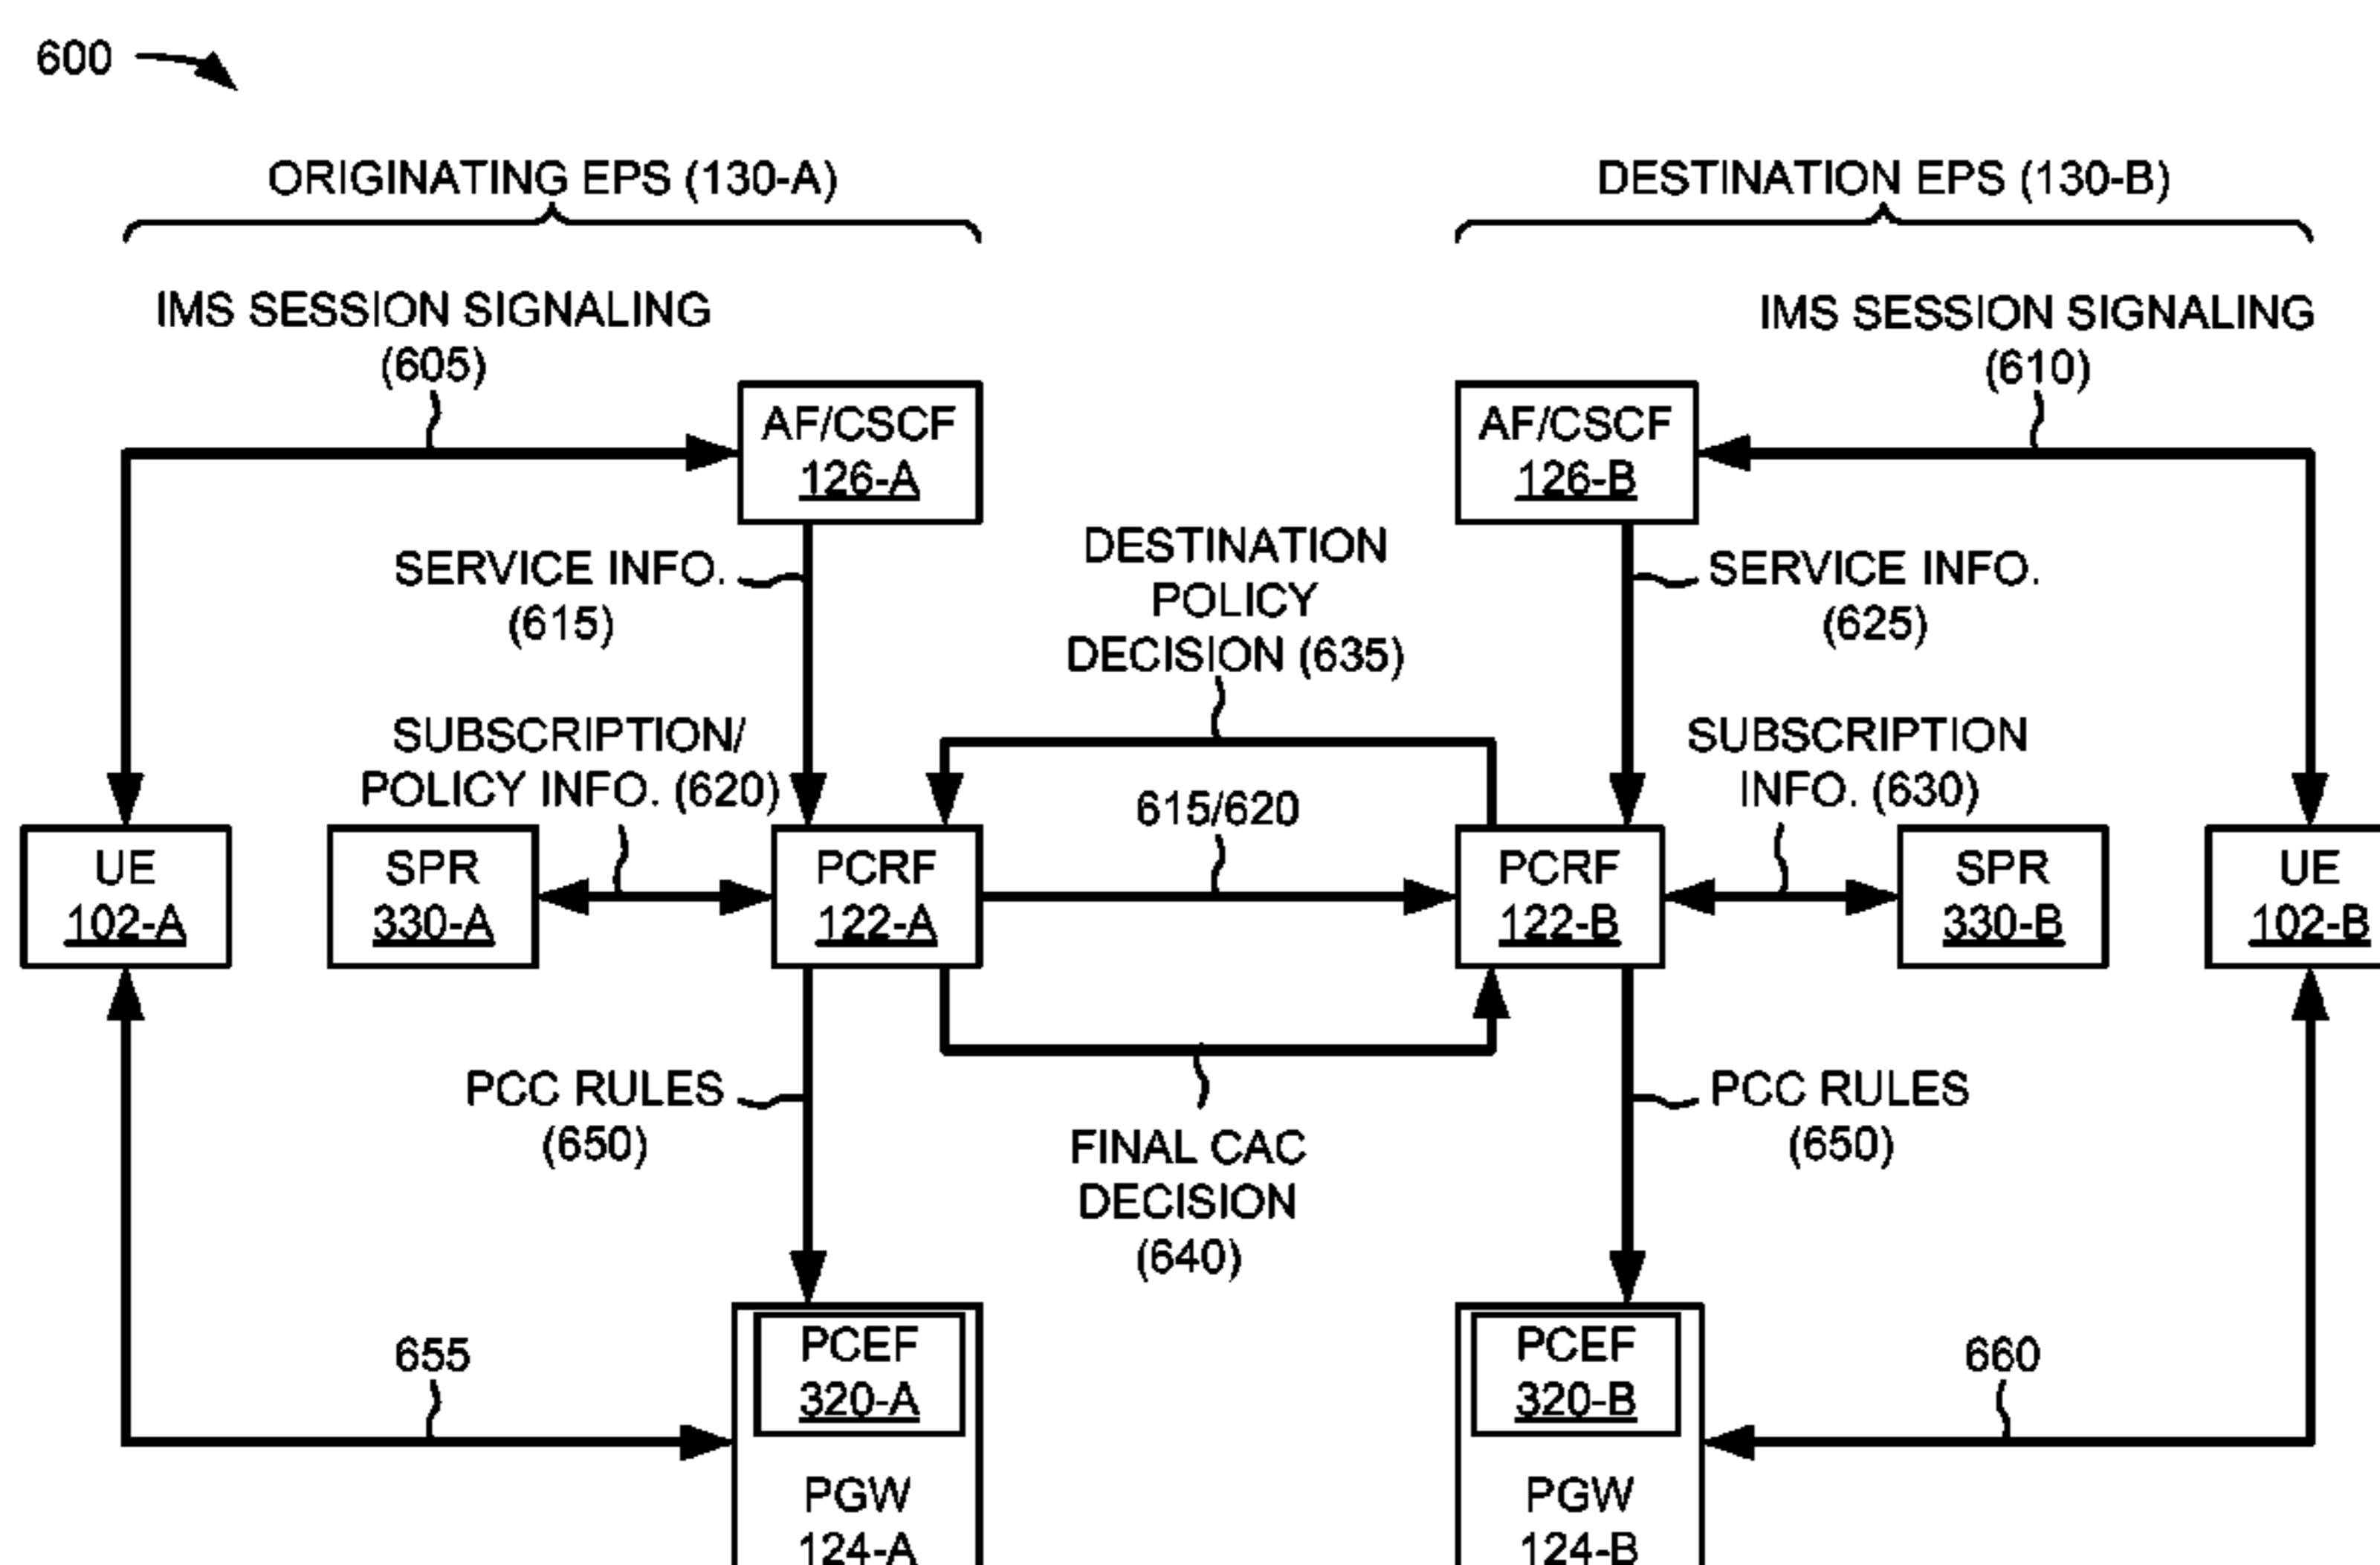 600
ORIGINATING EPS (130-A)
DESTINATION EPS (130-B)
IMS SESSION SIGNALING
(605)
IMS SESSION SIGNALING
(610)
AF/CSCF
126-A
AF/CSCF
126-B
SERVICE INFO.
(615)
DESTINATION
POLICY
DECISION (635)
SERVICE INFO.
(625)
SUBSCRIPTION/
POLICY INFO. (620)
615/620
SUBSCRIPTION
INFO. (630)
UE
102-A
SPR
330-A
PCRF
122-A
PCRF
122-B
SPR
330-B
UE
102-B
PCC RULES
(650)
FINAL CAC
DECISION
(640)
PCC RULES
(650)
655
PCEF
320-A
PGW
124-A
PCEF
320-B
PGW
124-B
660